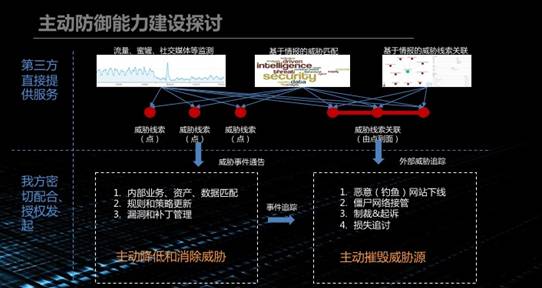 主动防御能力建设探讨
流量、蜜罐、社交媒体等监测
基于情报的威胁匹配
基于情报的威胁线索关联
第三方
直接提
供服务
driven
intelligence
threat
security
data
威胁线索
（点）
威胁线索
（点）
威胁线索
（点）
威胁线索关联
（由点到面）
威胁事件通告
外部威胁追踪
我方密
切配合、
授权发
起
1. 内部业务、资产、数据匹配
2. 规则和策略更新
3. 漏洞和补丁管理
主动降低和消除威胁
事件追踪
1. 恶意（钓鱼）网站下线
2. 僵尸网络接管
3. 制裁&起诉
4. 损失追讨
主动摧毁威胁源